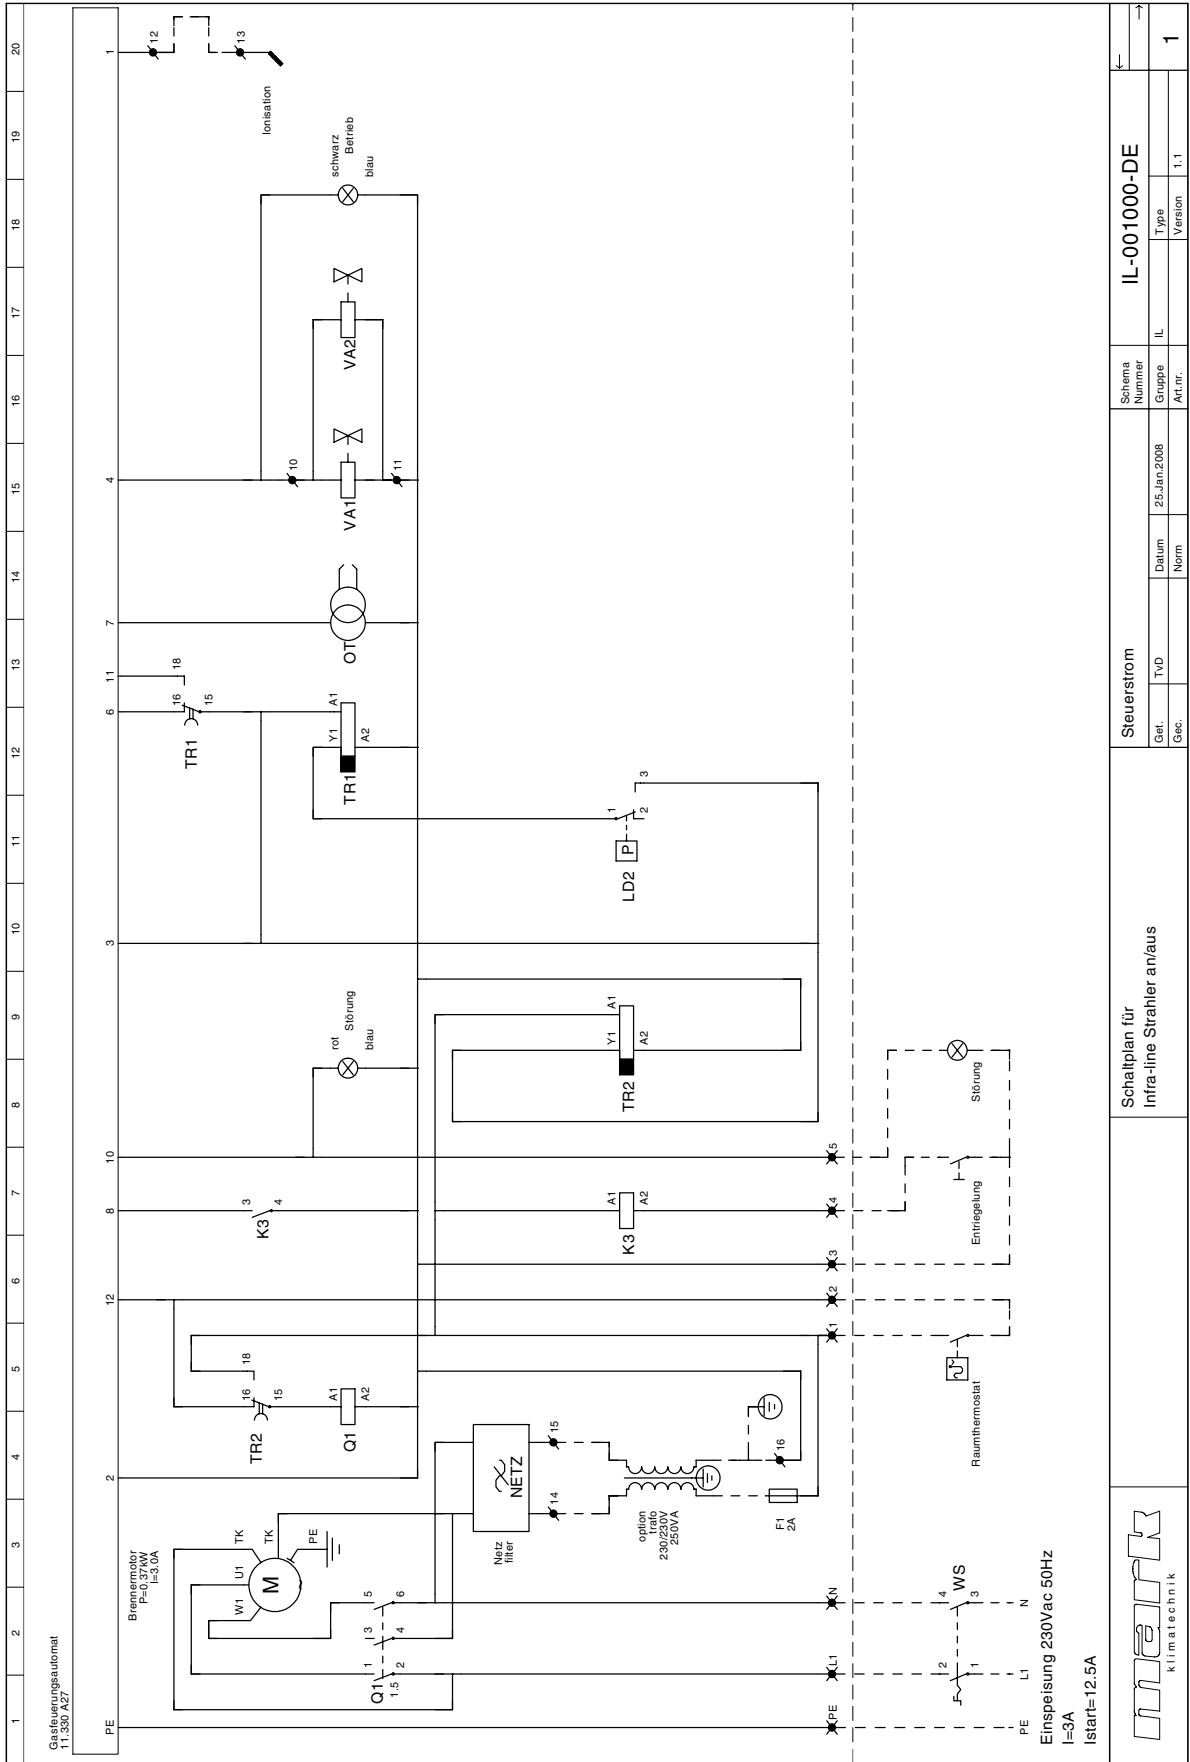 1 2 3 4 5 6 7 8 9 10 11 12 13 14 15 16 17 18 19 20
Gasfeuerungsautomat
11.330 A27
PE 2 12 8 10 3 6 11 7 4 1
Brennermotor
P=0.37kW
I=3.0A
W1
U1
TK
TK
PE
M
Q1
1.5
1
2
3
4
5
6
TR2
16
18
15
Q1
A1
A2
K3
3
4
rot
Störung
blau
TR1
16
18
15
TR1
Y1
A1
A2
OT
VA1
10
11
VA2
schwarz
Betrieb
blau
12
13
Ionisation
Netz
filter
NETZ
14
15
option
trafo
230/230V
250VA
F1
2A
16
K3
A1
A2
TR2
Y1
A1
A2
LD2
P
1
2
3
PE
L1
N
1
2
3
4
5
WS
2
1
4
3
PE
L1
N
Raumthermostat
Entriegelung
Störung
Einspeisung 230Vac 50Hz
I=3A
Istart=12.5A
mark
klimatechnik
Schaltplan für
Infra-line Strahler an/aus
Steuerstrom
Get. TvD Datum 25.Jan.2008
Gec. Norm
Schema
Nummer
IL-001000-DE
Gruppe IL Type
Art.nr. Version 1.1
← →
1